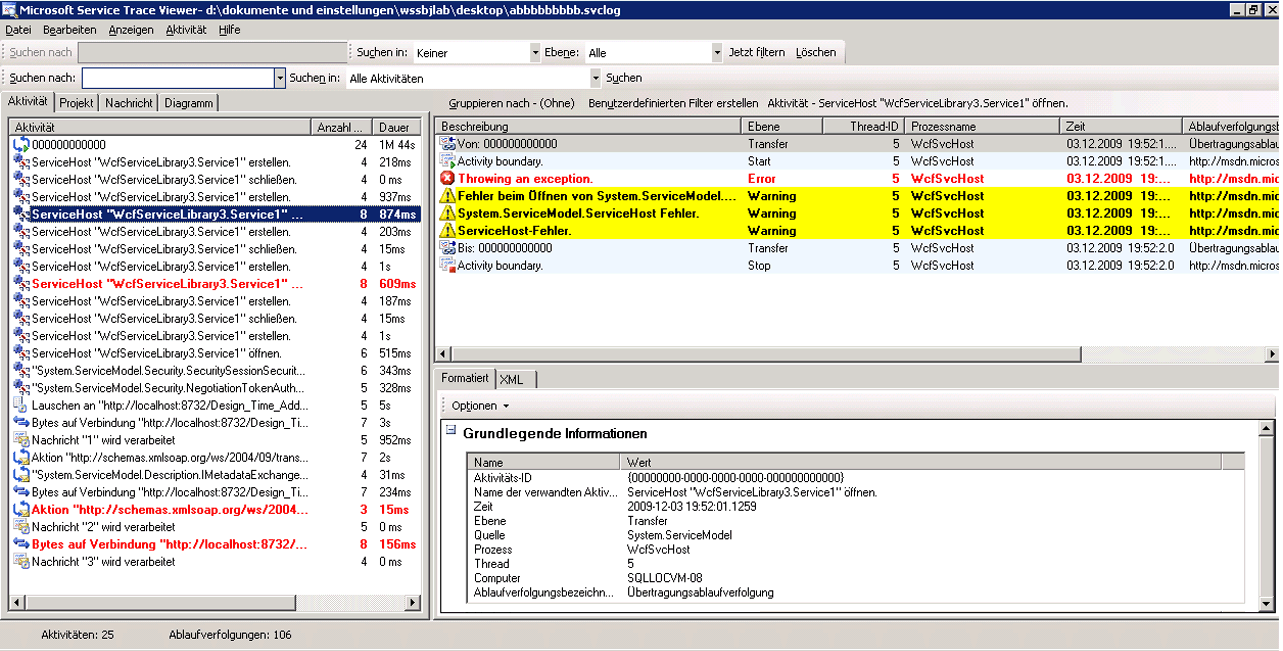 Microsoft Service Trace Viewer- d:\dokumente und einstellungen\wssbjlab\desktop\abbbbbbbbb.svclog
Datei Bearbeiten Anzeigen Aktivität Hilfe
Suchen nach Suchen in: Keiner Ebene: Alle Jetzt filtern Löschen
Suchen nach: Suchen in: Alle Aktivitäten Suchen
Aktivität Projekt Nachricht Diagramm
Aktivität Anzahl ... Dauer
000000000000 24 1M 44s
ServiceHost "WcfServiceLibrary3.Service1" erstellen. 4 218ms
ServiceHost "WcfServiceLibrary3.Service1" schließen. 4 0 ms
ServiceHost "WcfServiceLibrary3.Service1" erstellen. 4 937ms
ServiceHost "WcfServiceLibrary3.Service1" ... 8 874ms
ServiceHost "WcfServiceLibrary3.Service1" erstellen. 4 203ms
ServiceHost "WcfServiceLibrary3.Service1" schließen. 4 15ms
ServiceHost "WcfServiceLibrary3.Service1" erstellen. 4 1s
ServiceHost "WcfServiceLibrary3.Service1" ... 8 609ms
ServiceHost "WcfServiceLibrary3.Service1" erstellen. 4 187ms
ServiceHost "WcfServiceLibrary3.Service1" schließen. 4 15ms
ServiceHost "WcfServiceLibrary3.Service1" erstellen. 4 1s
ServiceHost "WcfServiceLibrary3.Service1" öffnen. 6 515ms
"System.ServiceModel.Security.SecuritySessionSecurit... 6 343ms
"System.ServiceModel.Security.NegotiationTokenAuth... 5 328ms
Lauschen an "http://localhost:8732/Design_Time_Add... 5 5s
Bytes auf Verbindung "http://localhost:8732/Design_Ti... 7 3s
Nachricht "1" wird verarbeitet 5 952ms
Aktion "http://schemas.xmlsoap.org/ws/2004/09/trans... 7 2s
"System.ServiceModel.Description.IMetadataExchange... 4 31ms
Bytes auf Verbindung "http://localhost:8732/Design_Ti... 7 234ms
Aktion "http://schemas.xmlsoap.org/ws/2004... 3 15ms
Nachricht "2" wird verarbeitet 5 0 ms
Bytes auf Verbindung "http://localhost:8732/... 8 156ms
Nachricht "3" wird verarbeitet 4 0 ms
Gruppieren nach - (Ohne) Benutzerdefinierten Filter erstellen Aktivität - ServiceHost "WcfServiceLibrary3.Service1" öffnen.
Beschreibung Ebene Thread-ID Prozessname Zeit Ablaufverfolgungsb
Von: 000000000000 Transfer 5 WcfSvcHost 03.12.2009 19:52:1... Übertragungsablau
Activity boundary. Start 5 WcfSvcHost 03.12.2009 19:52:1... http://msdn.micros
Throwing an exception. Error 5 WcfSvcHost 03.12.2009 19:... http://msdn.mic
Fehler beim Öffnen von System.ServiceModel.... Warning 5 WcfSvcHost 03.12.2009 19:... http://msdn.mic
System.ServiceModel.ServiceHost Fehler. Warning 5 WcfSvcHost 03.12.2009 19:... http://msdn.mic
ServiceHost-Fehler. Warning 5 WcfSvcHost 03.12.2009 19:... http://msdn.mic
Bis: 000000000000 Transfer 5 WcfSvcHost 03.12.2009 19:52:2.0 Übertragungsablau
Activity boundary. Stop 5 WcfSvcHost 03.12.2009 19:52:2.0 http://msdn.micros
Formatiert XML
Optionen
Grundlegende Informationen
Name Wert
Aktivitäts-ID {00000000-0000-0000-0000-000000000000}
Name der verwandten Aktiv... ServiceHost "WcfServiceLibrary3.Service1" öffnen.
Zeit 2009-12-03 19:52:01.1259
Ebene Transfer
Quelle System.ServiceModel
Prozess WcfSvcHost
Thread 5
Computer SQLLOCVM-08
Ablaufverfolgungsbezeichn... Übertragungsablaufverfolgung
Aktivitäten: 25 Ablaufverfolgungen: 106